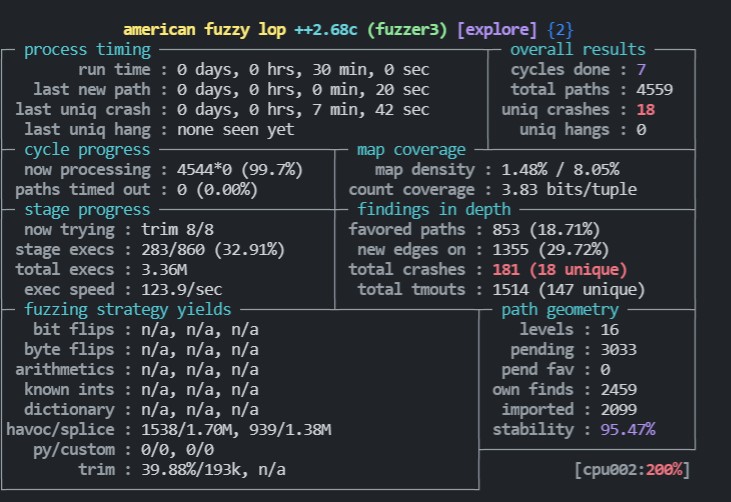 american fuzzy lop ++2.68c (fuzzer3) [explore] {2}
process timing overall results
run time : 0 days, 0 hrs, 30 min, 0 sec cycles done : 7
last new path : 0 days, 0 hrs, 0 min, 20 sec total paths : 4559
last uniq crash : 0 days, 0 hrs, 7 min, 42 sec uniq crashes : 18
last uniq hang : none seen yet uniq hangs : 0
cycle progress map coverage
now processing : 4544*0 (99.7%) map density : 1.48% / 8.05%
paths timed out : 0 (0.00%) count coverage : 3.83 bits/tuple
stage progress findings in depth
now trying : trim 8/8 favored paths : 853 (18.71%)
stage execs : 283/860 (32.91%) new edges on : 1355 (29.72%)
total execs : 3.36M total crashes : 181 (18 unique)
exec speed : 123.9/sec total tmouts : 1514 (147 unique)
fuzzing strategy yields path geometry
bit flips : n/a, n/a, n/a levels : 16
byte flips : n/a, n/a, n/a pending : 3033
arithmetics : n/a, n/a, n/a pend fav : 0
known ints : n/a, n/a, n/a own finds : 2459
dictionary : n/a, n/a, n/a imported : 2099
havoc/splice : 1538/1.70M, 939/1.38M stability : 95.47%
py/custom : 0/0, 0/0
trim : 39.88%/193k, n/a [cpu002:200%]